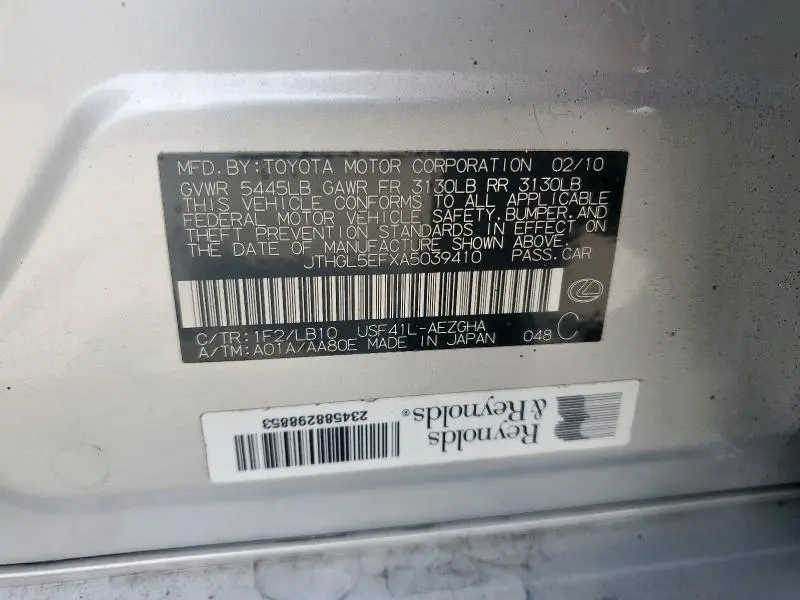 MFD.BY:TOYOTA MOTOR CORPORATION 02/10
GVWR 5445LB GAWR FR 3130LB RR 3130LB
THIS VEHICLE CONFORMS TO ALL APPLICABLE
FEDERAL MOTOR VEHICLE SAFETY,BUMPER,AND
THEFT PREVENTION STANDARDS IN EFFECT ON
THE DATE OF MANUFACTURE SHOWN ABOVE.
JTHGL5EFXA5039410 PASS.CAR
C/TR:1F2/LB10 USF41L-AEZGHA
A/TM:A01A/AA80E MADE IN JAPAN 048 C
Reynolds
& Reynolds®
234588298853